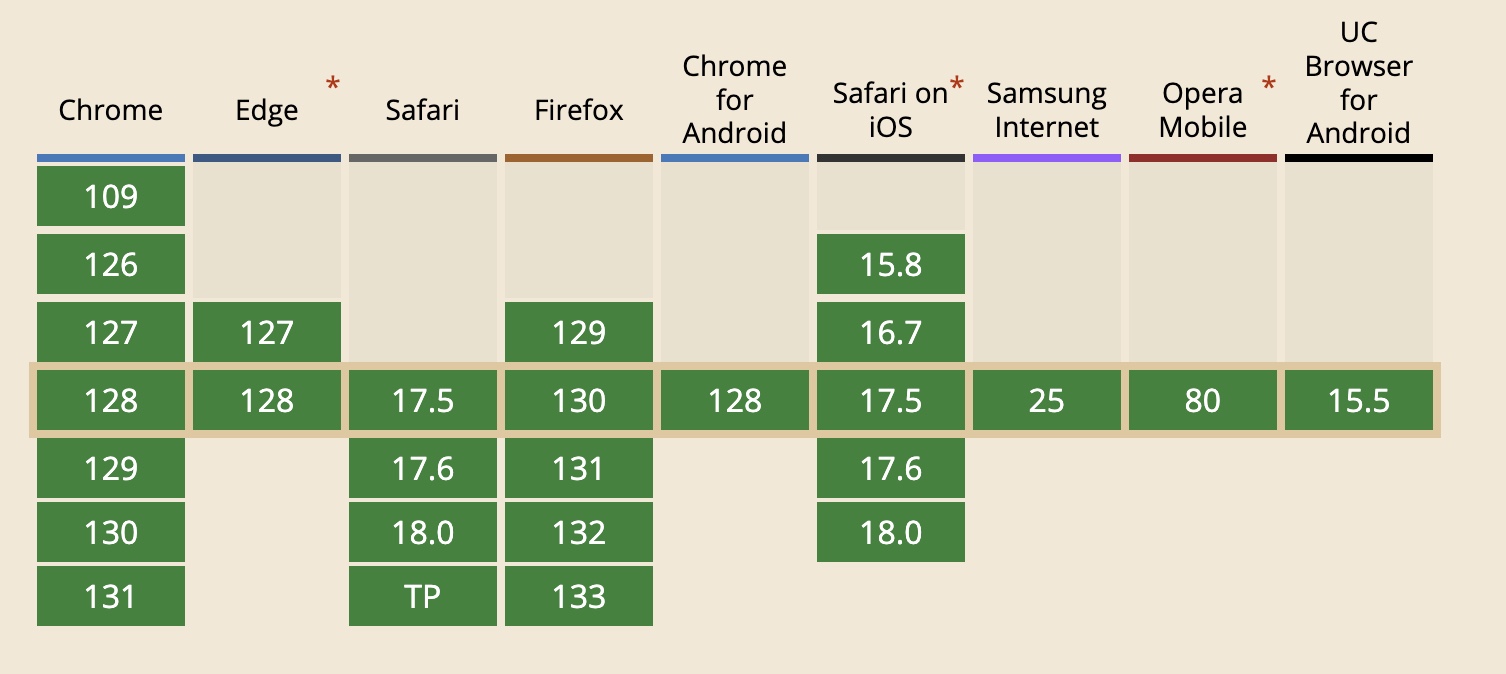 Chrome
Edge *
Safari
Firefox
Chrome
for
Android
Safari on*
iOS
Samsung
Internet
Opera *
Mobile
UC
Browser
for
Android
109
126 15.8
127 127 129 16.7
128 128 17.5 130 128 17.5 25 80 15.5
129 17.6 131 17.6
130 18.0 132 18.0
131 TP 133